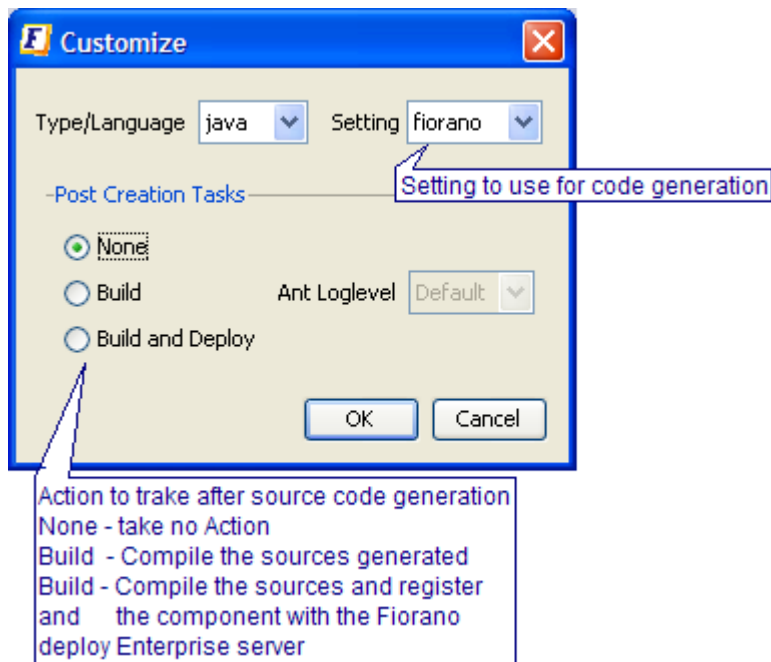 Customize
Type/Language java Setting fiorano
Setting to use for code generation
Post Creation Tasks
None
Build Ant Loglevel Default
Build and Deploy
OK Cancel
Action to trake after source code generation
None - take no Action
Build - Compile the sources generated
Build - Compile the sources and register
and the component with the Fiorano
deploy Enterprise server